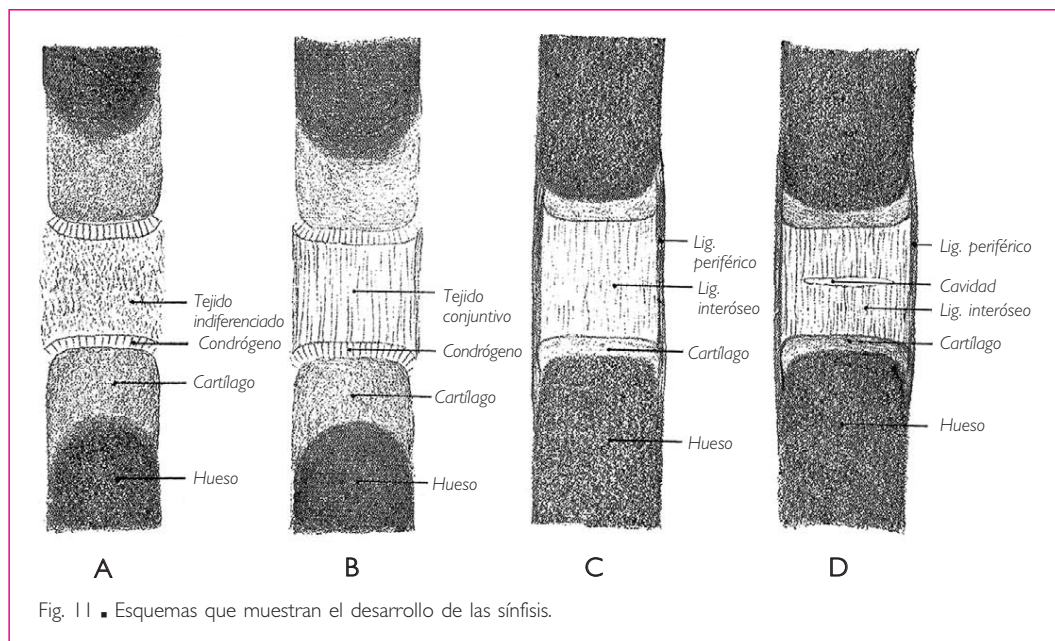 Tejido
indiferenciado
Condrógeno
Cartílago
Hueso
A
Tejido
conjuntivo
Condrógeno
Cartílago
Hueso
B
Lig.
periférico
Lig.
interóseo
Cartílago
Hueso
C
Lig. periférico
Cavidad
Lig. interóseo
Cartílago
Hueso
D
Fig. 11 ▪ Esquemas que muestran el desarrollo de las sínfisis.